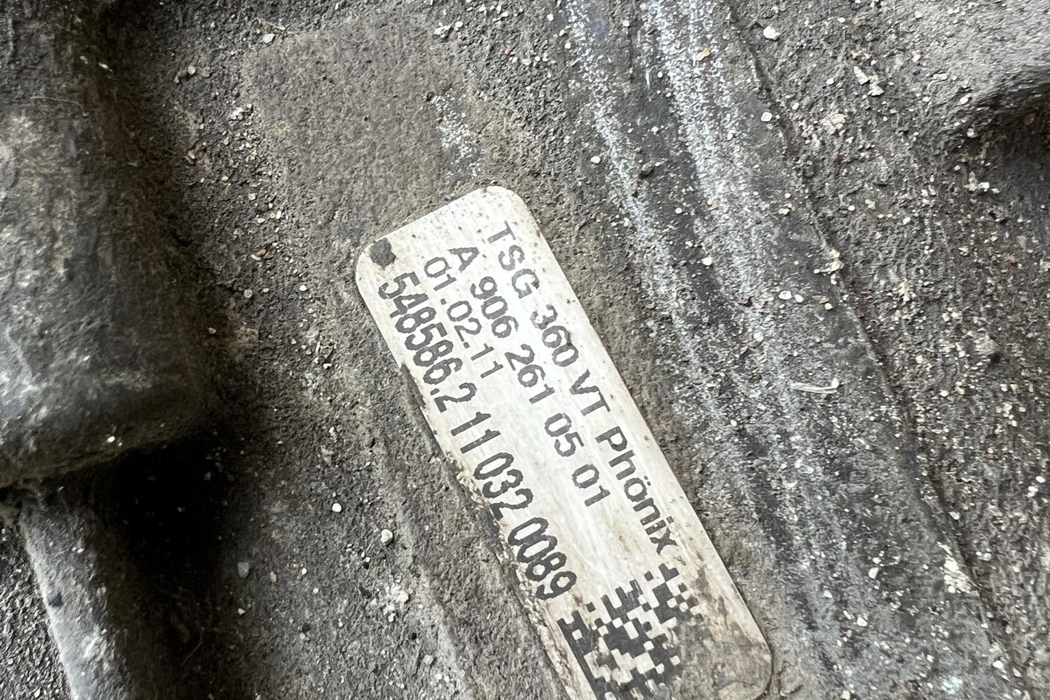 TSG 360 VT Phönix
A 906 261 05 01
01.02.11
548586.2 11 032 0089